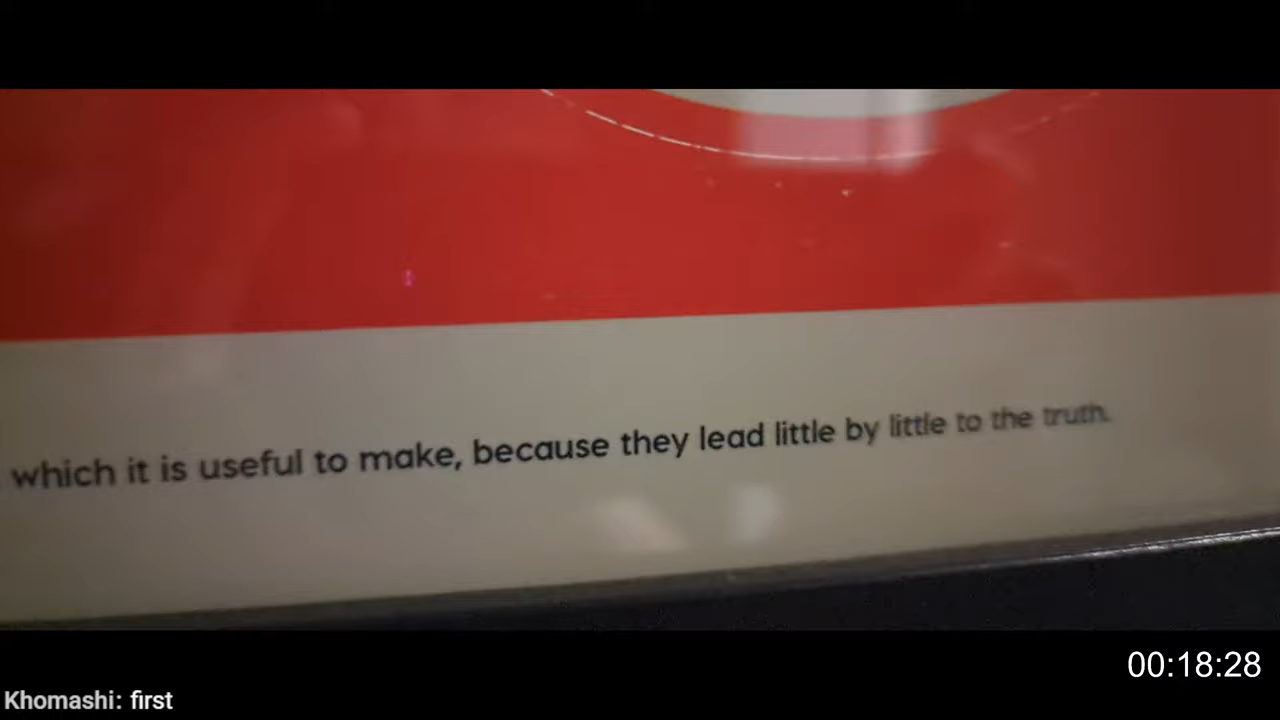 which it is useful to make, because they lead little by little to the truth.
00:18:28
Khomashi: first